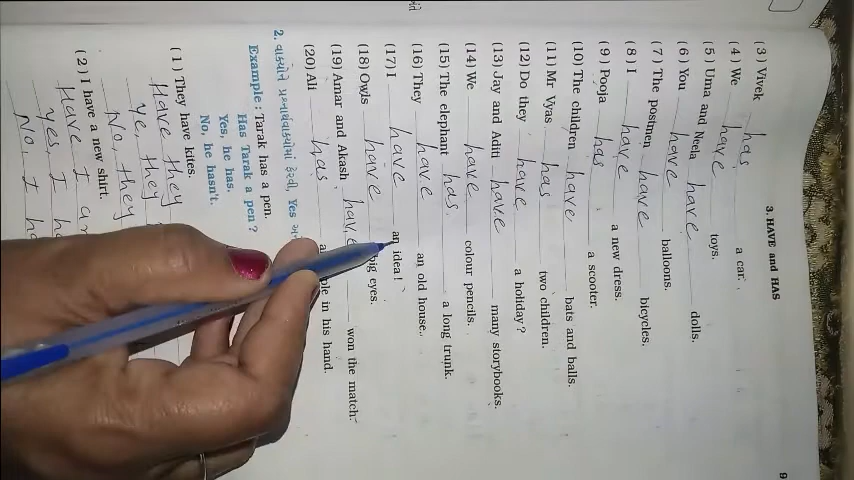 9
3. HAVE and HAS
(3) Vivek has a car.
(4) We have toys.
(5) Uma and Neela have dolls.
(6) You have balloons.
(7) The postmen have bicycles.
(8) I have a new dress.
(9) Pooja has a scooter.
(10) The children have bats and balls.
(11) Mr Vyas has two children.
(12) Do they have a holiday?
(13) Jay and Aditi have many storybooks.
(14) We have colour pencils.
(15) The elephant has. a long trunk.
(16) They have an old house.
(17) I have an idea!
(18) Owls have big eyes.
(19) Amar and Akash have won the match.
(20) Ali has in his hand.
2. વાક્યોને પ્રશ્નાર્થવાક્યોમાં ફેરવી, Yes
Example : Tarak has a pen.
Has Tarak a pen?
Yes, he has.
No, he hasn't.
(1) They have kites.
Have they
ye, they
No, they
(2) I have a new shirt.
Have I
yes, I
No, I